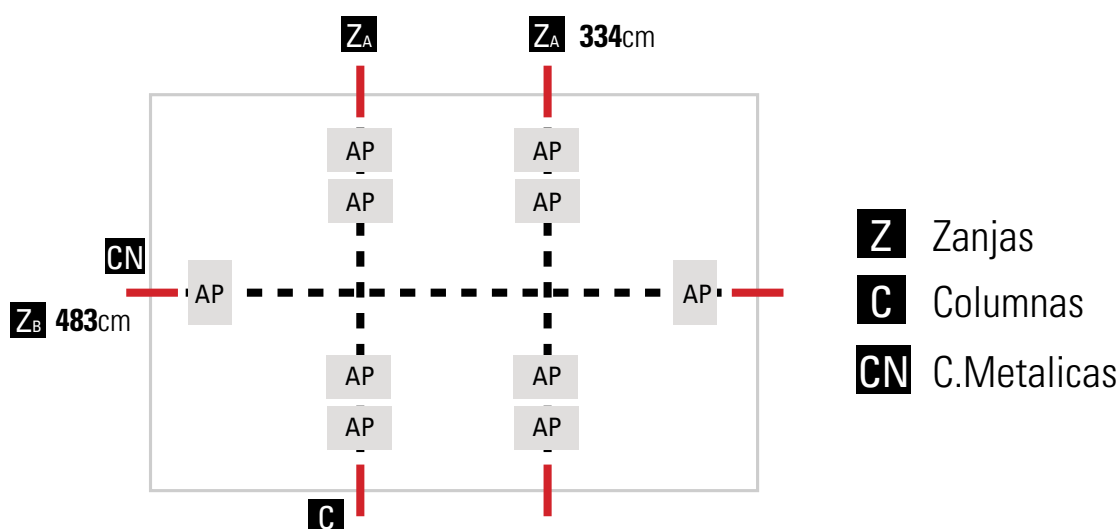 ZA
ZA 334cm
AP AP
AP AP
CN
AP AP
ZB 483cm
AP AP
AP AP
C
Z Zanjas
C Columnas
CN C.Metalicas